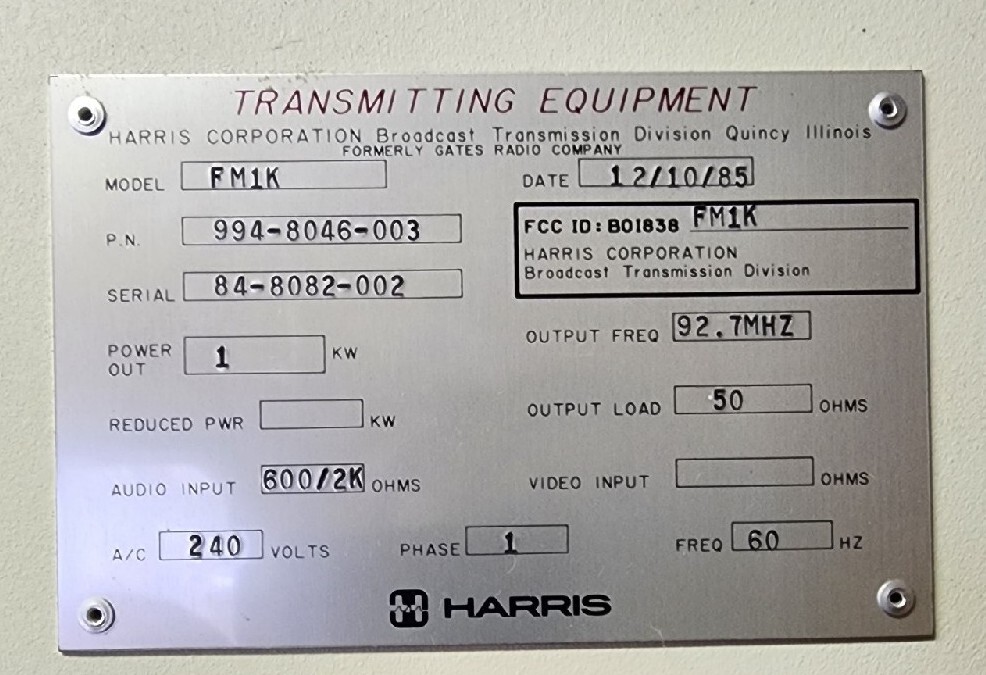 TRANSMITTING EQUIPMENT
HARRIS CORPORATION Broadcast Transmission Division Quincy Illinois
FORMERLY GATES RADIO COMPANY
MODEL FM1K DATE 12/10/85
P.N. 994-8046-003
FCC ID: BOI838 FM1K
HARRIS CORPORATION
Broadcast Transmission Division
SERIAL 84-8082-002
POWER OUT 1 KW
OUTPUT FREQ 92.7MHZ
REDUCED PWR KW
OUTPUT LOAD 50 OHMS
AUDIO INPUT 600/2K OHMS
VIDEO INPUT OHMS
A/C 240 VOLTS PHASE 1 FREQ 60 HZ
HARRIS